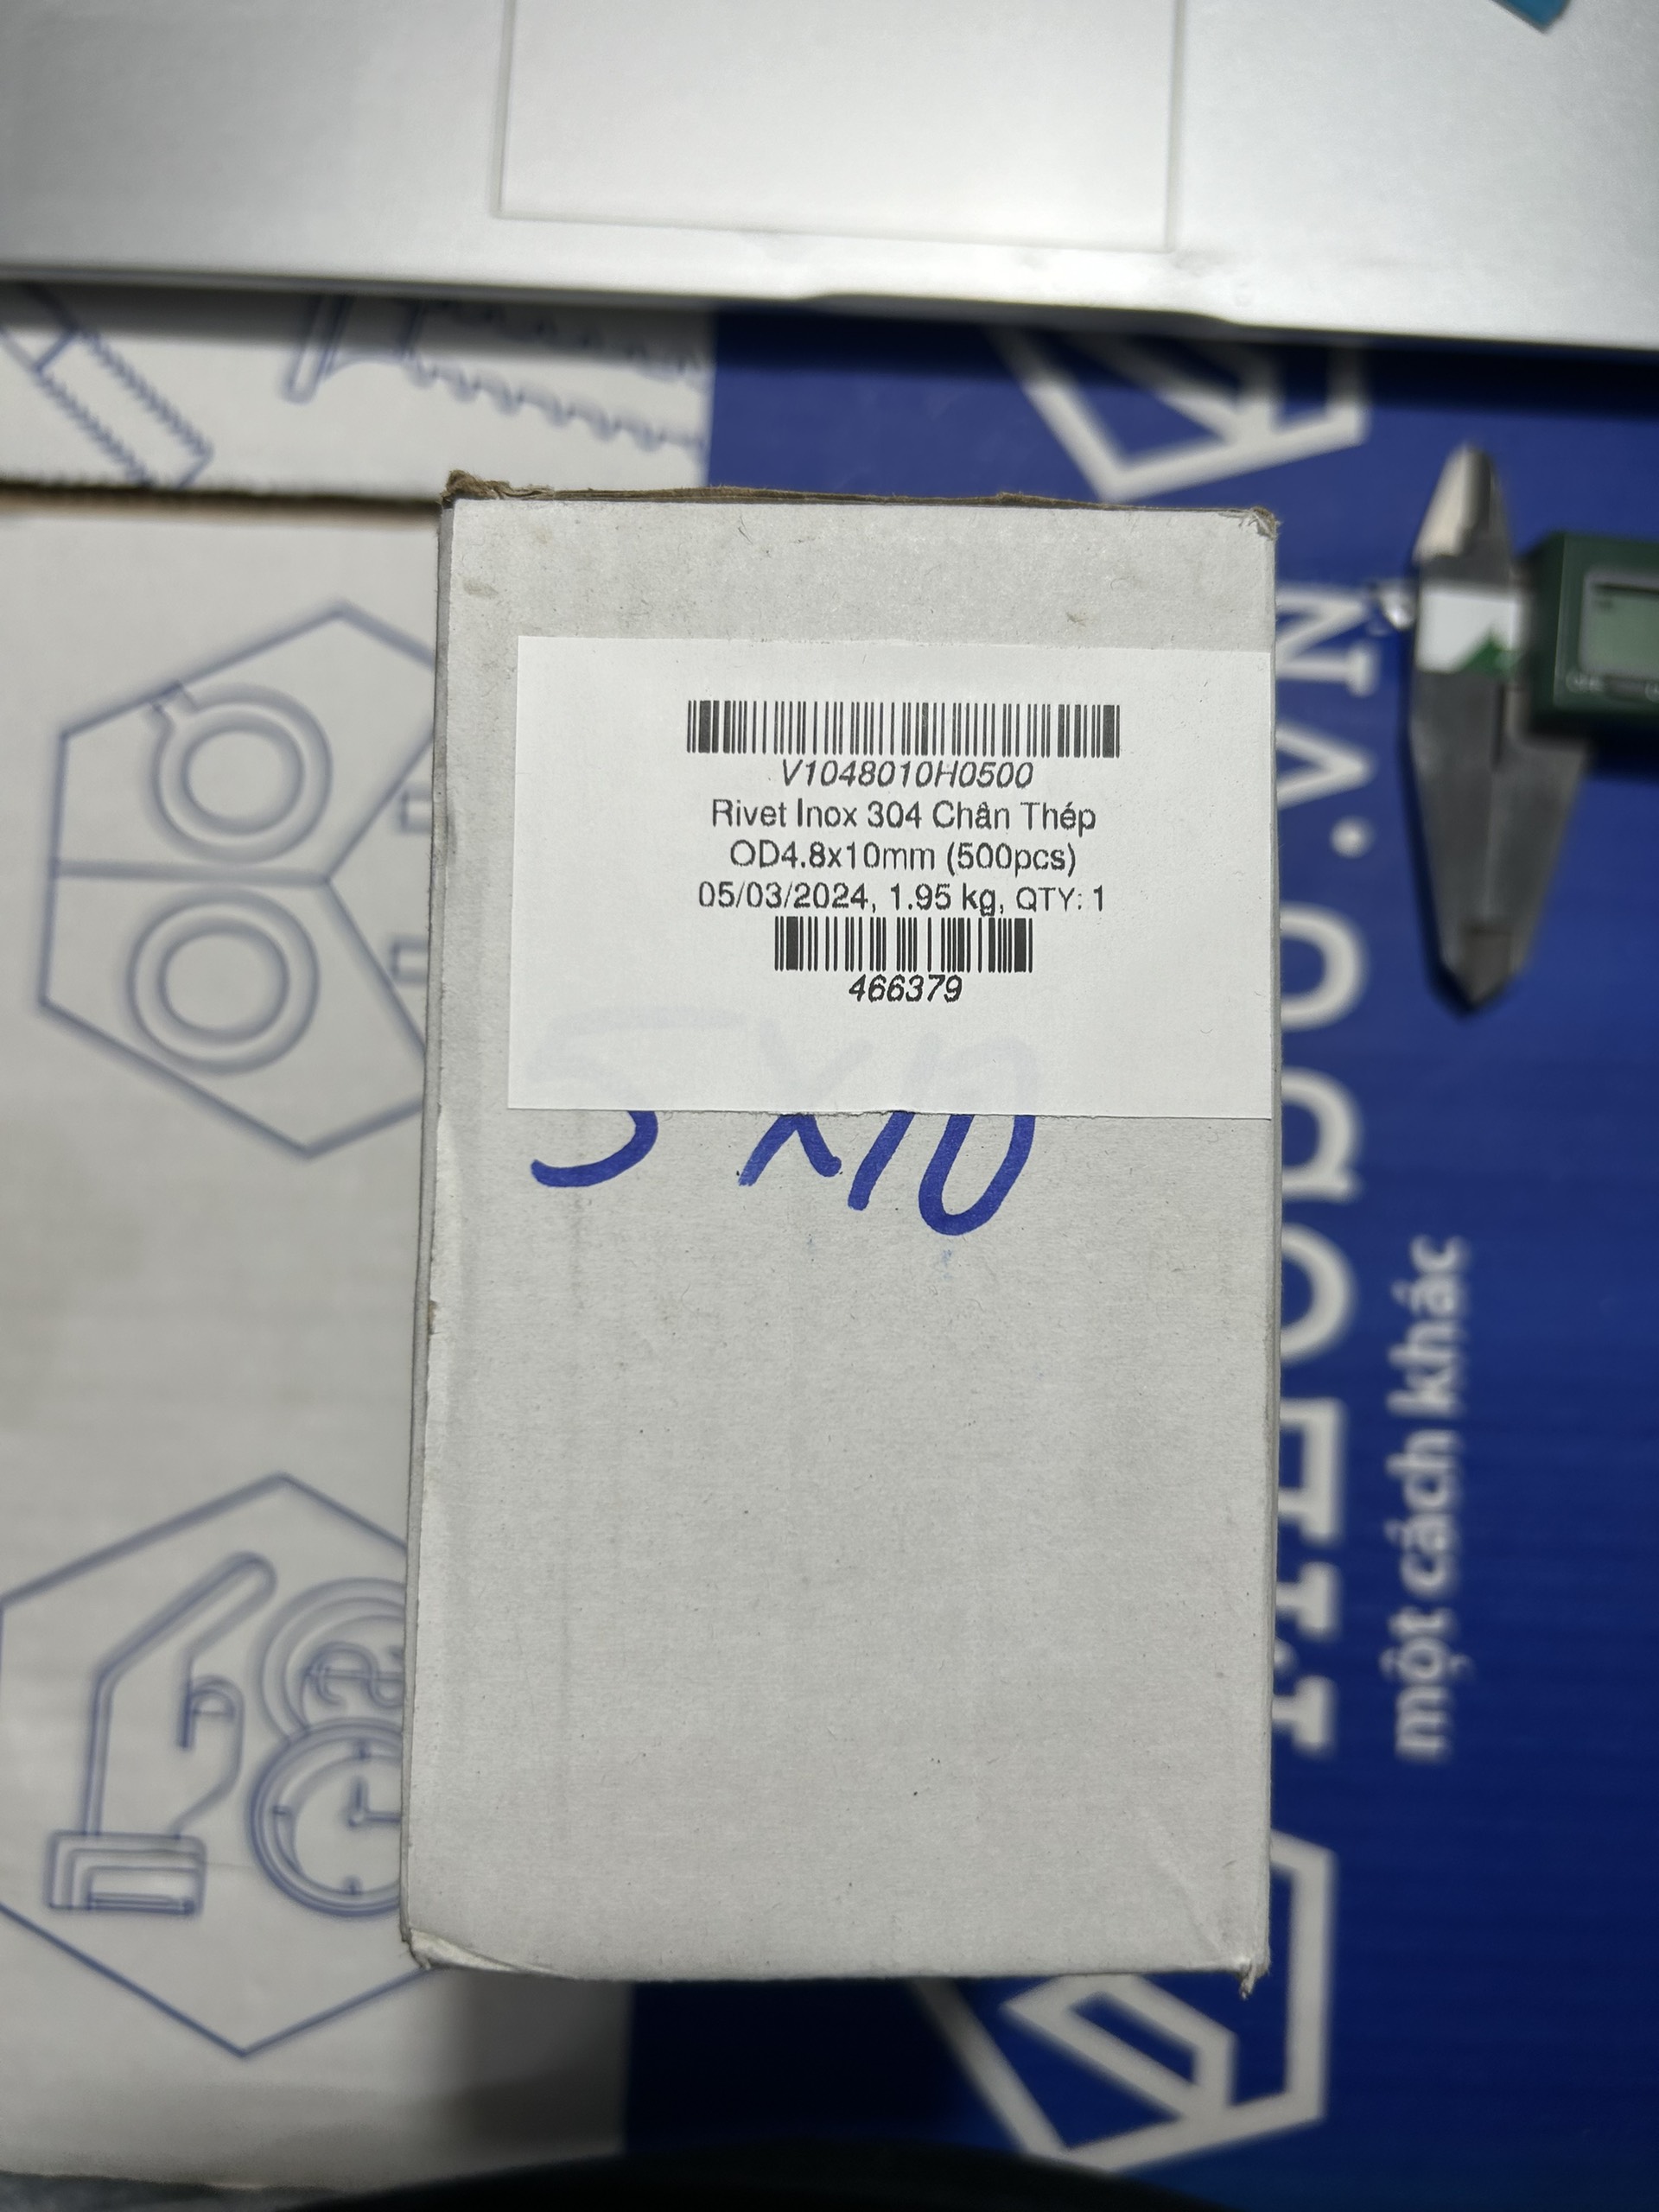 V1048010H0500
Rivet Inox 304 Chân Thép
OD4.8x10mm (500pcs)
05/03/2024, 1.95 kg, QTY: 1
466379
5x10
một cách khác